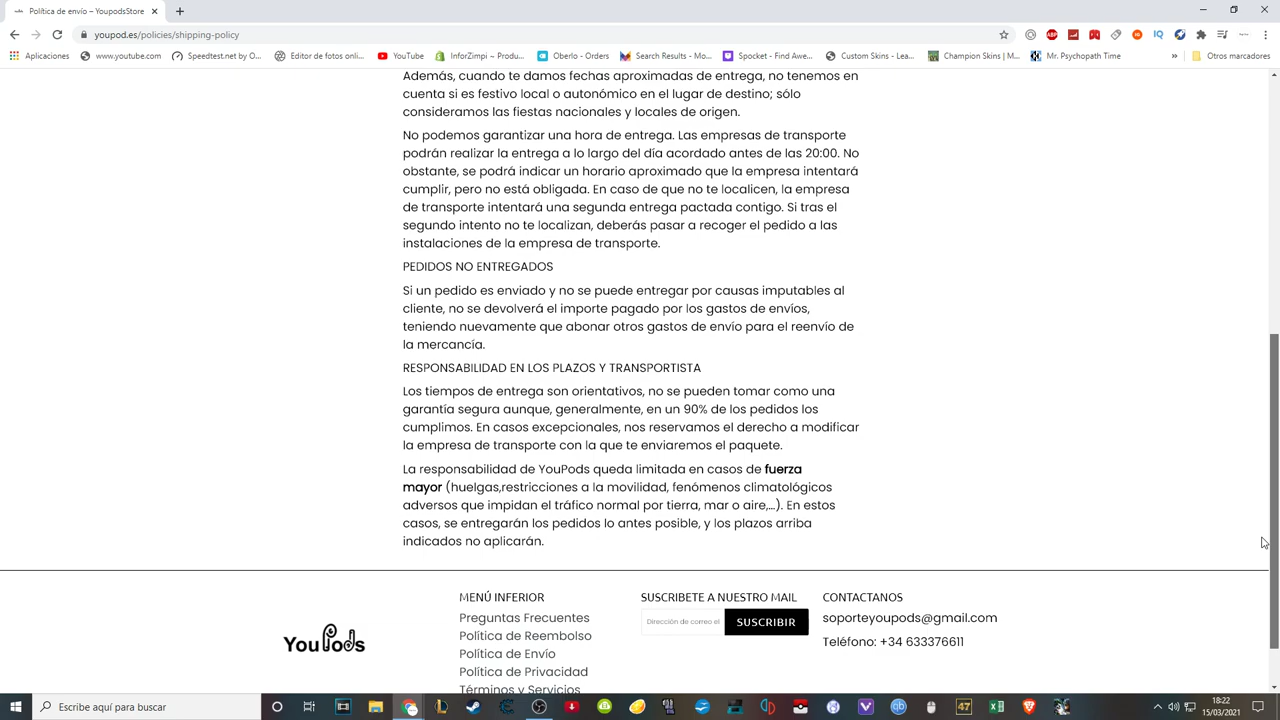 Política de envío – YoupodsStore
youpod.es/policies/shipping-policy
Aplicaciones
www.youtube.com
Speedtest.net by O...
Editor de fotos onli...
YouTube
InforZimpi — Produ...
Oberlo - Orders
Search Results - Mo...
Spocket - Find Awe...
Custom Skins - Lea...
Champion Skins | M...
Mr. Psychopath Time
» Otros marcadores
Además, cuando te damos fechas aproximadas de entrega, no tenemos en
cuenta si es festivo local o autonómico en el lugar de destino; sólo
consideramos las fiestas nacionales y locales de origen.
No podemos garantizar una hora de entrega. Las empresas de transporte
podrán realizar la entrega a lo largo del día acordado antes de las 20:00. No
obstante, se podrá indicar un horario aproximado que la empresa intentará
cumplir, pero no está obligada. En caso de que no te localicen, la empresa
de transporte intentará una segunda entrega pactada contigo. Si tras el
segundo intento no te localizan, deberás pasar a recoger el pedido a las
instalaciones de la empresa de transporte.
PEDIDOS NO ENTREGADOS
Si un pedido es enviado y no se puede entregar por causas imputables al
cliente, no se devolverá el importe pagado por los gastos de envíos,
teniendo nuevamente que abonar otros gastos de envío para el reenvío de
la mercancía.
RESPONSABILIDAD EN LOS PLAZOS Y TRANSPORTISTA
Los tiempos de entrega son orientativos, no se pueden tomar como una
garantía segura aunque, generalmente, en un 90% de los pedidos los
cumplimos. En casos excepcionales, nos reservamos el derecho a modificar
la empresa de transporte con la que te enviaremos el paquete.
La responsabilidad de YouPods queda limitada en casos de fuerza
mayor (huelgas,restricciones a la movilidad, fenómenos climatológicos
adversos que impidan el tráfico normal por tierra, mar o aire,...). En estos
casos, se entregarán los pedidos lo antes posible, y los plazos arriba
indicados no aplicarán.
YouPods
MENÚ INFERIOR
Preguntas Frecuentes
Política de Reembolso
Política de Envío
Política de Privacidad
Términos y Servicios
SUSCRIBETE A NUESTRO MAIL
Dirección de correo el
SUSCRIBIR
CONTACTANOS
soporteyoupods@gmail.com
Teléfono: +34 633376611
Escribe aquí para buscar
18:22
15/03/2021